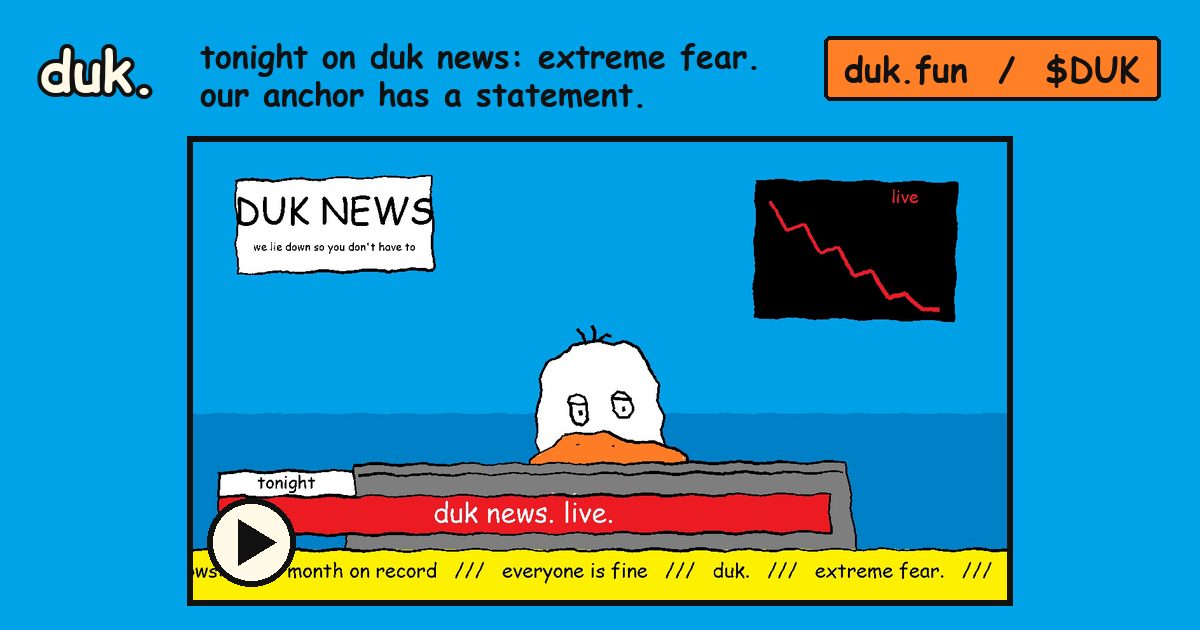 duk.
tonight on duk news: extreme fear.
our anchor has a statement.
duk.fun / $DUK
DUK NEWS
we lie down so you don't have to
live
tonight
duk news. live.
month on record /// everyone is fine /// duk. /// extreme fear. ///